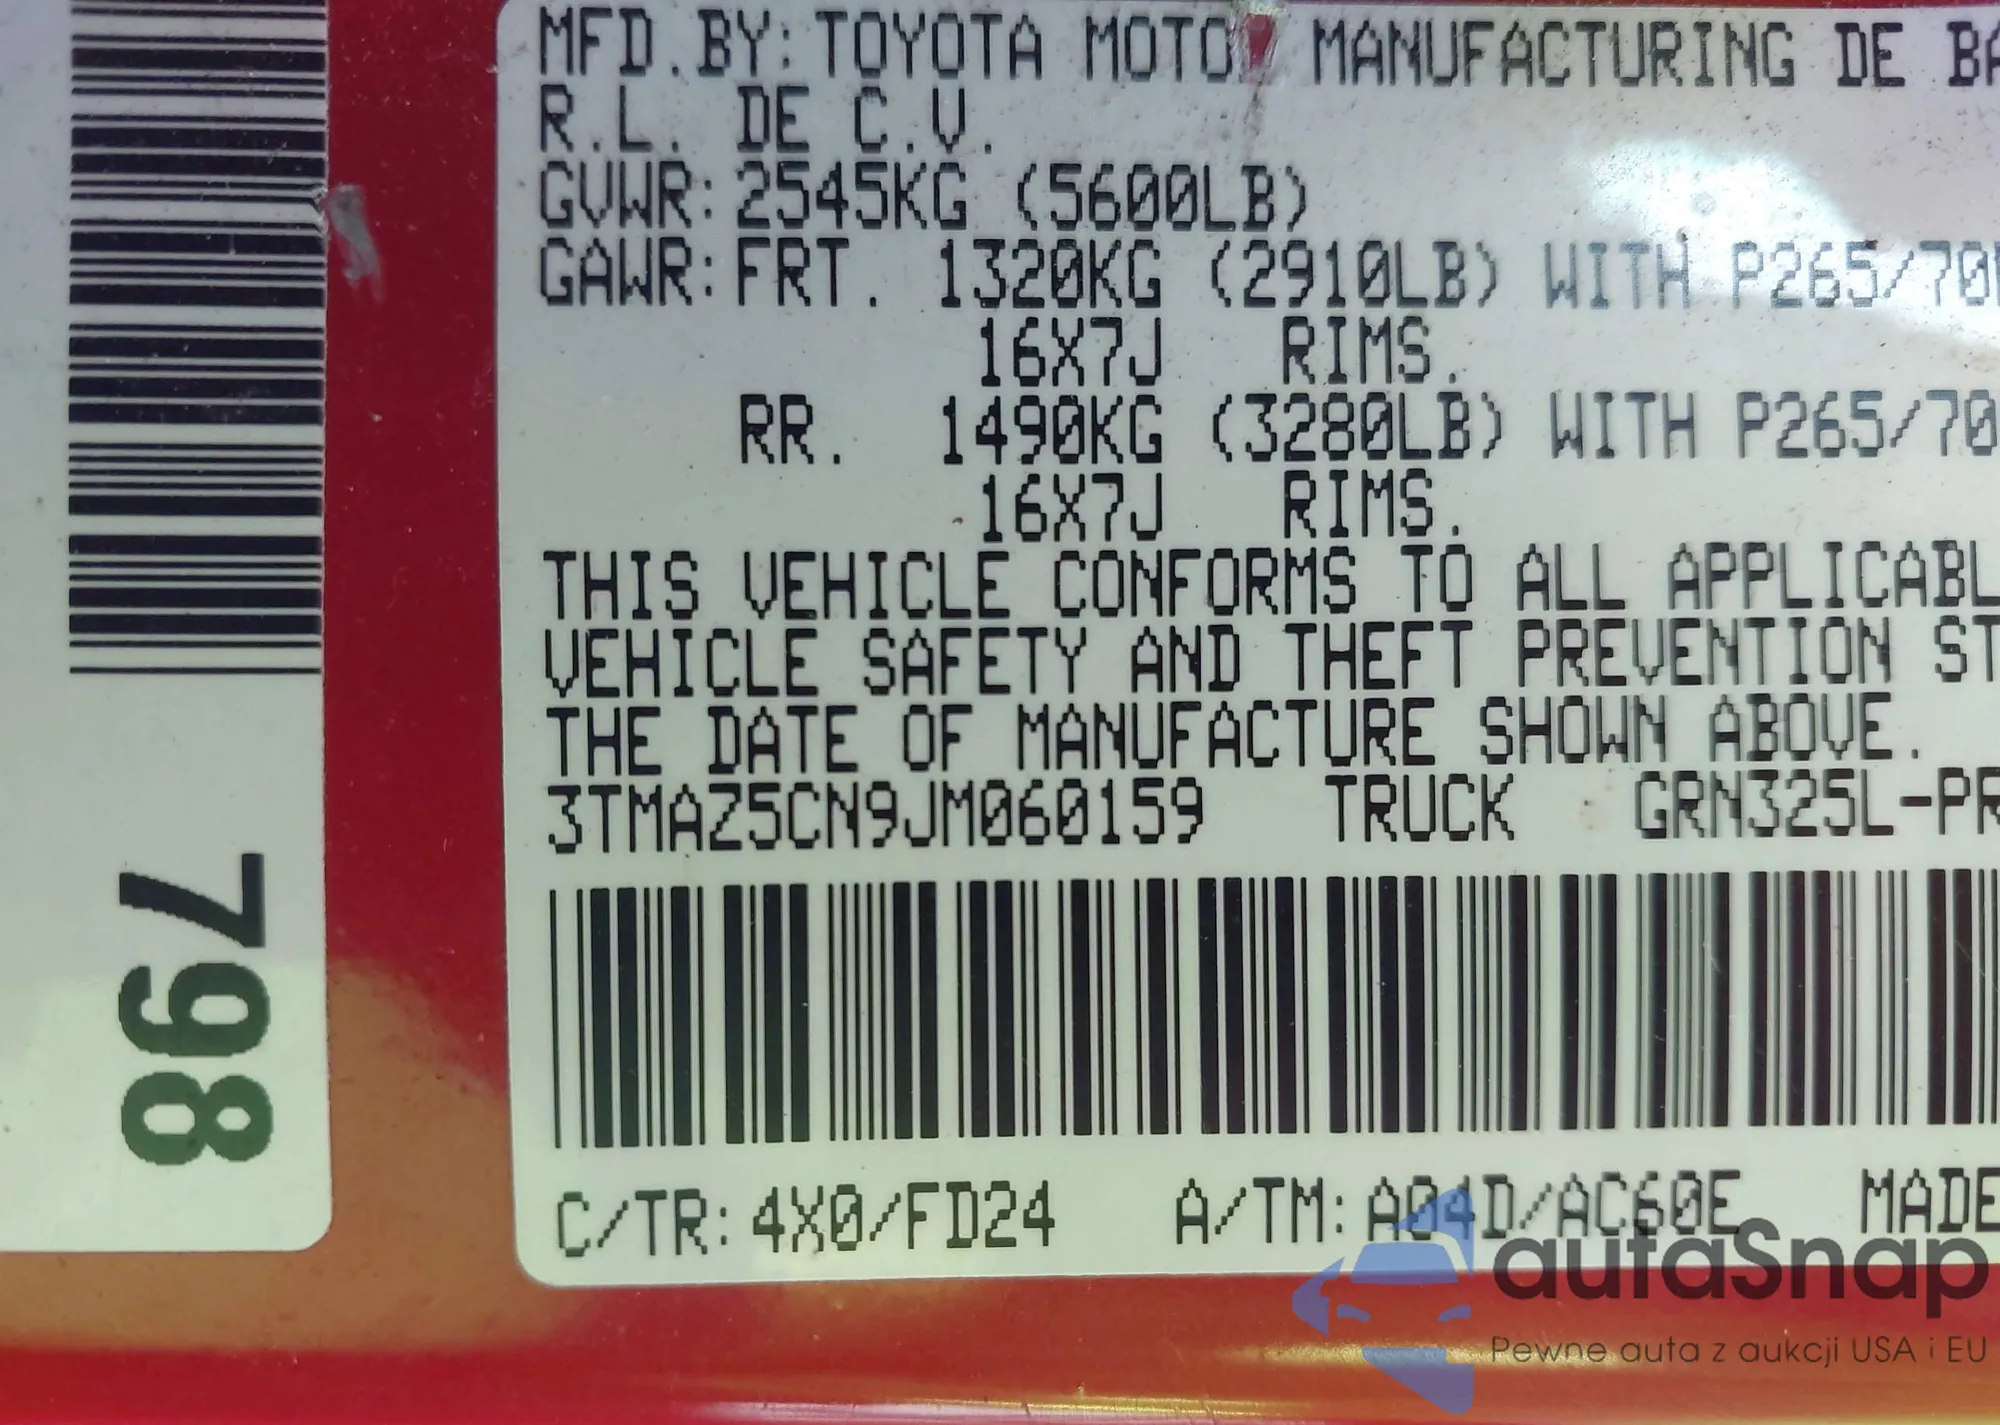 MFD.BY:TOYOTA MOTO MANUFACTURING DE BA
R.L. DE C.V.
GVWR:2545KG (5600LB)
GAWR:FRT. 1320KG (2910LB) WITH P265/70
16X7J RIMS.
RR. 1490KG (3280LB) WITH P265/70
16X7J RIMS.
THIS VEHICLE CONFORMS TO ALL APPLICABL
VEHICLE SAFETY AND THEFT PREVENTION ST
THE DATE OF MANUFACTURE SHOWN ABOVE.
3TMAZ5CN9JM060159 TRUCK GRN325L-PR
C/TR:4X0/FD24 A/TM:A04D/AC60E MADE
798
autaSnap
Pewne auta z aukcji USA i EU